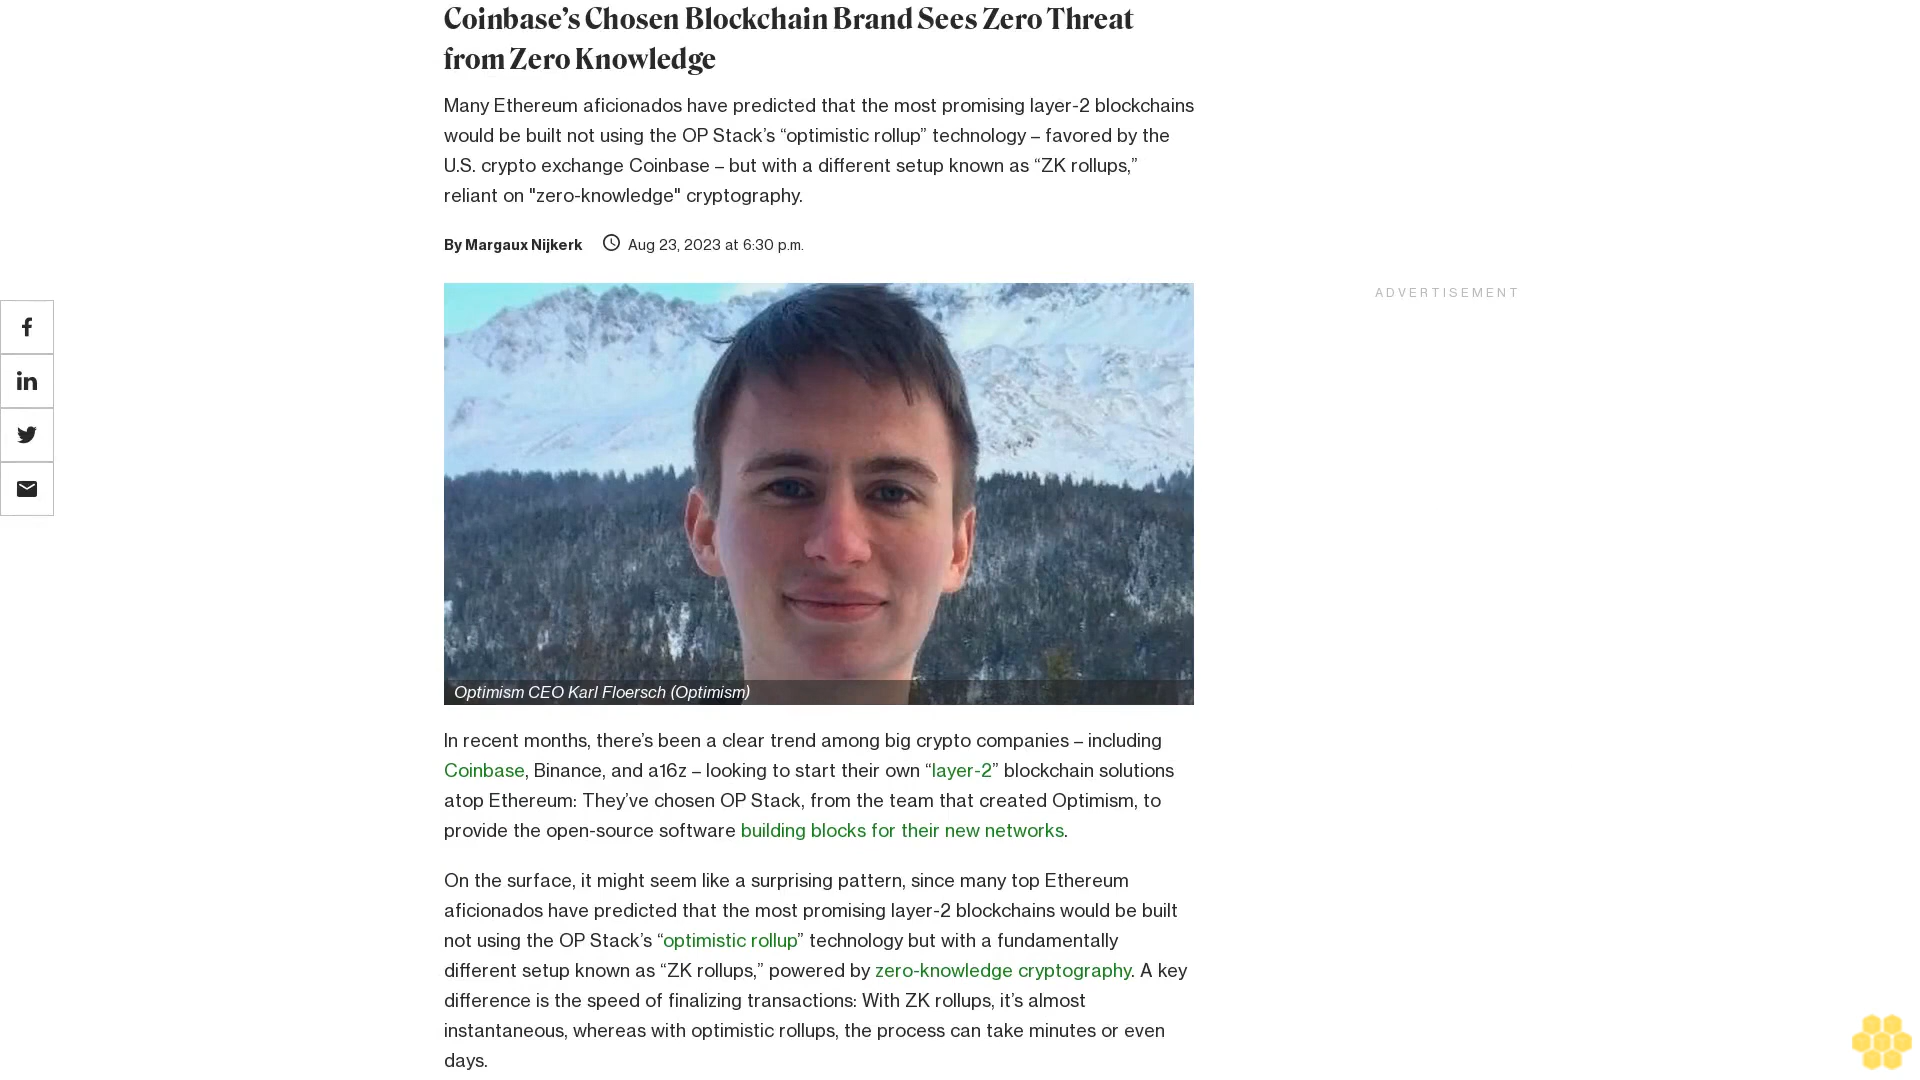 Coinbase’s Chosen Blockchain Brand Sees Zero Threat
from Zero Knowledge
Many Ethereum aficionados have predicted that the most promising layer-2 blockchains
would be built not using the OP Stack’s “optimistic rollup” technology – favored by the
U.S. crypto exchange Coinbase – but with a different setup known as “ZK rollups,”
reliant on "zero-knowledge" cryptography.
By Margaux Nijkerk Aug 23, 2023 at 6:30 p.m.
ADVERTISEMENT
Optimism CEO Karl Floersch (Optimism)
In recent months, there’s been a clear trend among big crypto companies – including
Coinbase, Binance, and a16z – looking to start their own “layer-2” blockchain solutions
atop Ethereum: They’ve chosen OP Stack, from the team that created Optimism, to
provide the open-source software building blocks for their new networks.
On the surface, it might seem like a surprising pattern, since many top Ethereum
aficionados have predicted that the most promising layer-2 blockchains would be built
not using the OP Stack’s “optimistic rollup” technology but with a fundamentally
different setup known as “ZK rollups,” powered by zero-knowledge cryptography. A key
difference is the speed of finalizing transactions: With ZK rollups, it’s almost
instantaneous, whereas with optimistic rollups, the process can take minutes or even
days.